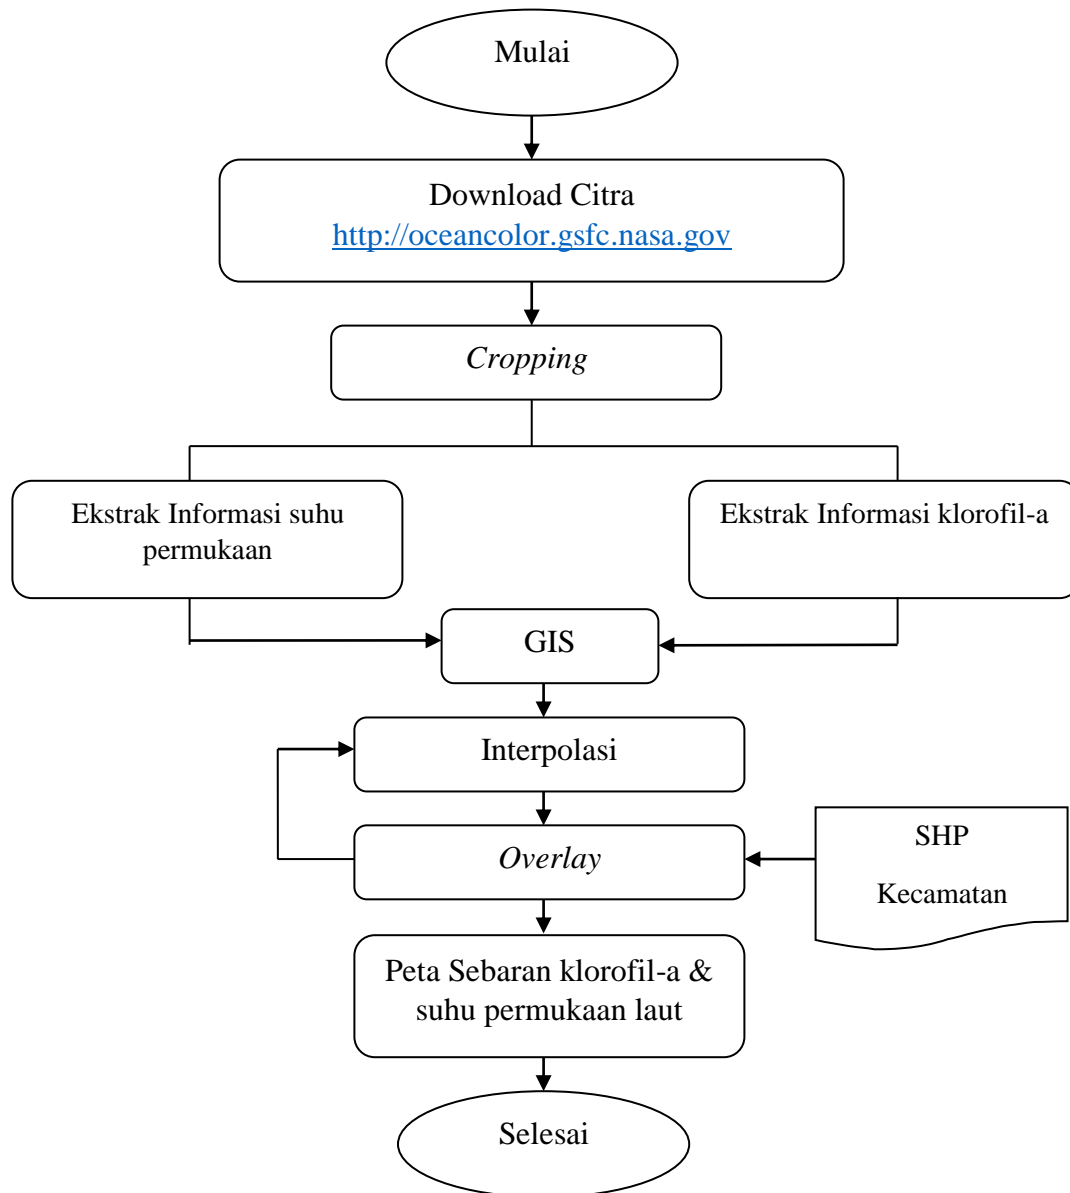 Mulai
Download Citra
http://oceancolor.gsfc.nasa.gov
Cropping
Ekstrak Informasi suhu
permukaan
Ekstrak Informasi klorofil-a
GIS
Interpolasi
Overlay
SHP
Kecamatan
Peta Sebaran klorofil-a &
suhu permukaan laut
Selesai